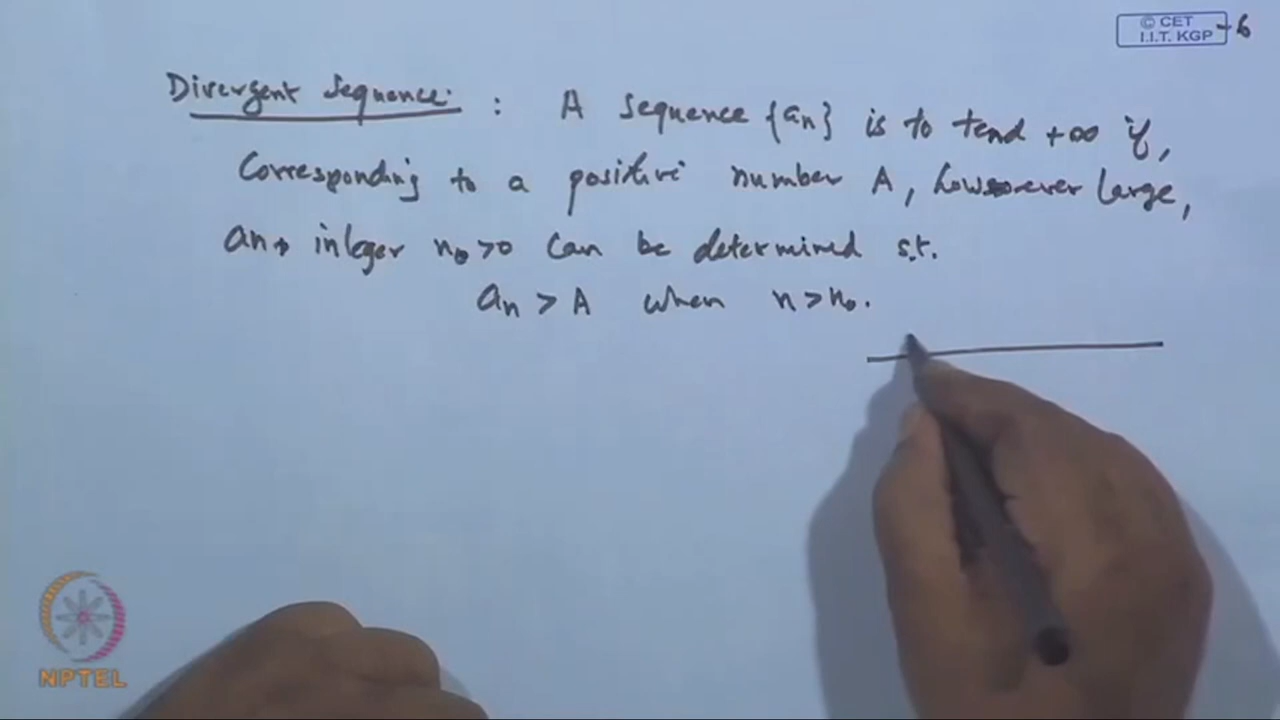 © CET
I.I.T. KGP
-6
Divergent Sequence : A sequence {an} is to tend +∞ if,
Corresponding to a positive number A, howsoever large,
an integer n₀>0 can be determined s.t.
an > A when n>n₀.
NPTEL